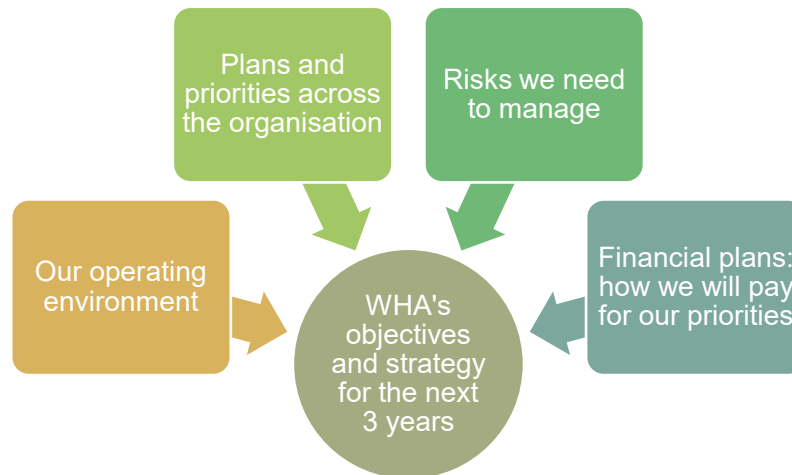 Plans and
priorities across
the organisation
Risks we need
to manage
Our operating
environment
Financial plans:
how we will pay
for our priorities
WHA's
objectives
and strategy
for the next
3 years